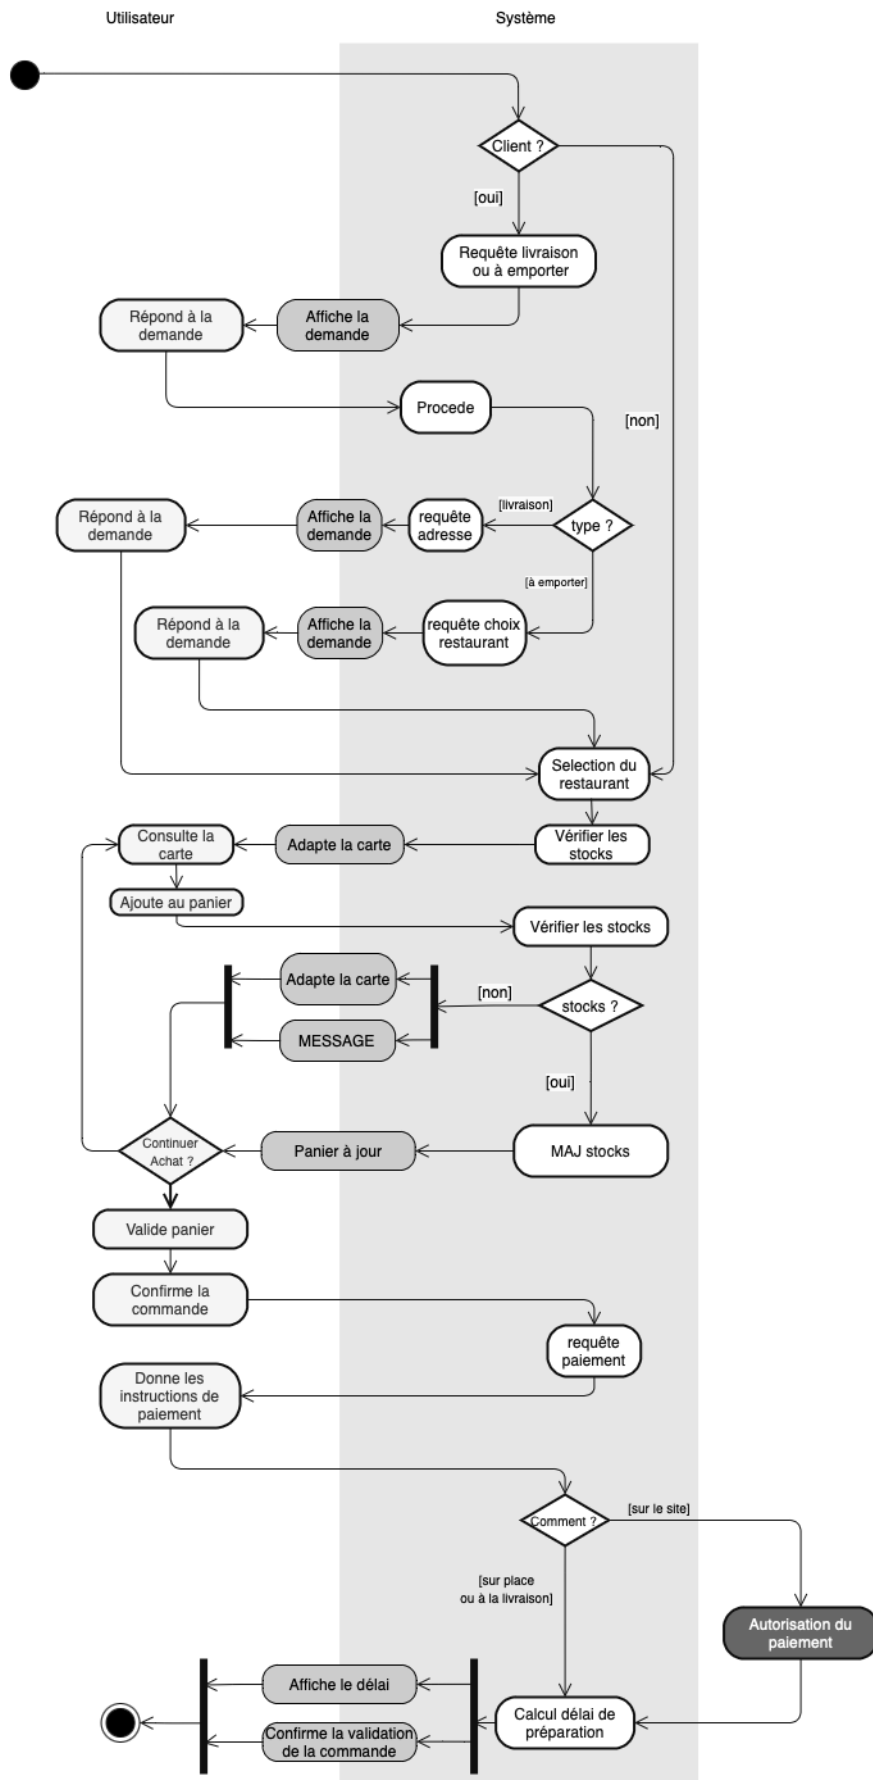 Utilisateur
Système
Client ?
[oui]
Requête livraison
ou à emporter
Affiche la
demande
Répond à la
demande
Procede
[non]
[livraison]
type ?
requête
adresse
Affiche la
demande
Répond à la
demande
[à emporter]
requête choix
restaurant
Affiche la
demande
Répond à la
demande
Selection du
restaurant
Vérifier les
stocks
Adapte la carte
Consulte la
carte
Ajoute au panier
Vérifier les stocks
stocks ?
[non]
Adapte la carte
MESSAGE
[oui]
MAJ stocks
Panier à jour
Continuer
Achat ?
Valide panier
Confirme la
commande
requête
paiement
Donne les
instructions de
paiement
Comment ?
[sur le site]
[sur place
ou à la livraison]
Autorisation du
paiement
Calcul délai de
préparation
Affiche le délai
Confirme la validation
de la commande